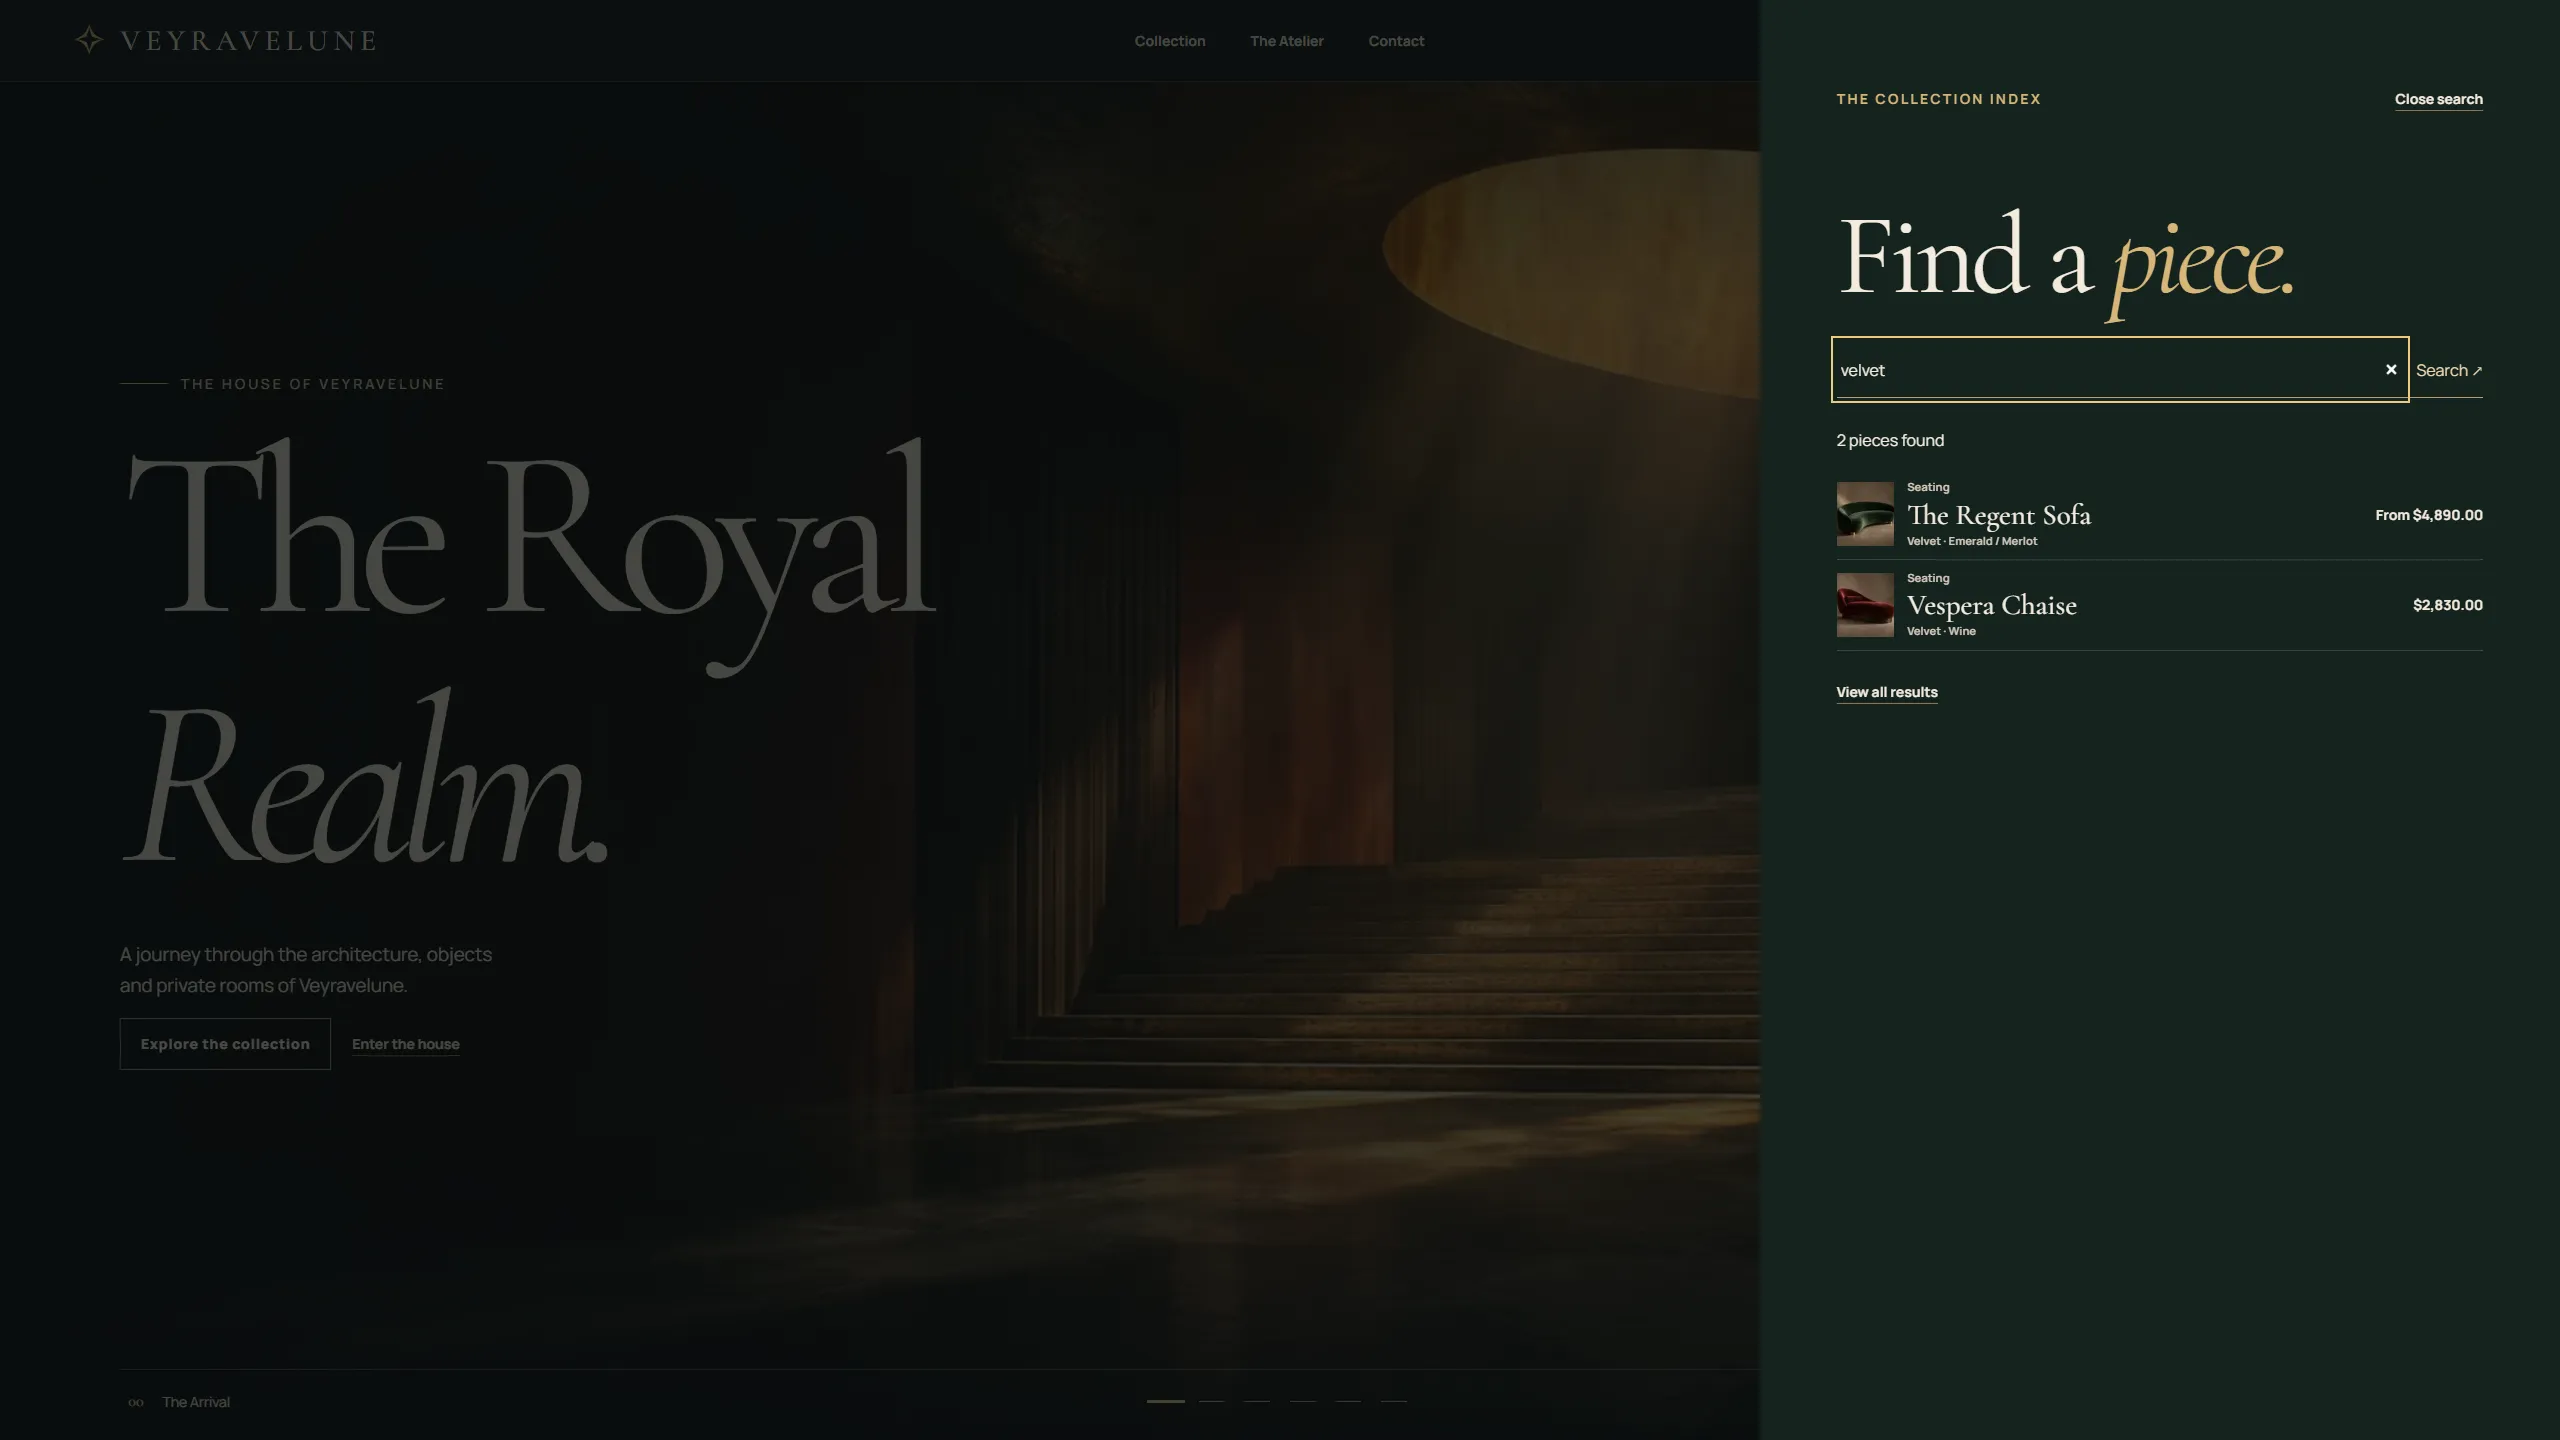 VEYRAVELUNE
Collection The Atelier Contact
THE HOUSE OF VEYRAVELUNE
The Royal
Realm.
A journey through the architecture, objects
and private rooms of Veyravelune.
Explore the collection Enter the house
00 The Arrival
THE COLLECTION INDEX Close search
Find a piece.
velvet × Search ↗
2 pieces found
Seating
The Regent Sofa From $4,890.00
Velvet · Emerald / Merlot
Seating
Vespera Chaise $2,830.00
Velvet · Wine
View all results